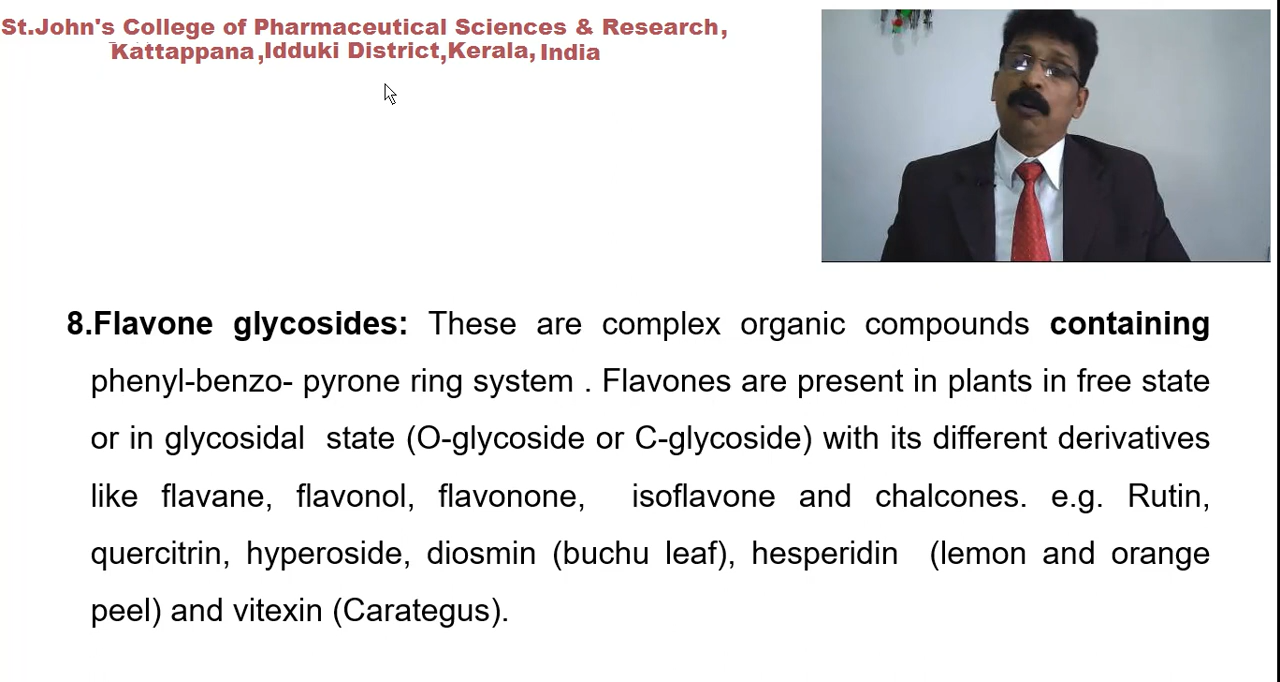 St.John's College of Pharmaceutical Sciences & Research,
Kattappana,Idduki District,Kerala, India
8.Flavone glycosides: These are complex organic compounds containing
phenyl-benzo- pyrone ring system . Flavones are present in plants in free state
or in glycosidal state (O-glycoside or C-glycoside) with its different derivatives
like flavane, flavonol, flavonone, isoflavone and chalcones. e.g. Rutin,
quercitrin, hyperoside, diosmin (buchu leaf), hesperidin (lemon and orange
peel) and vitexin (Carategus).